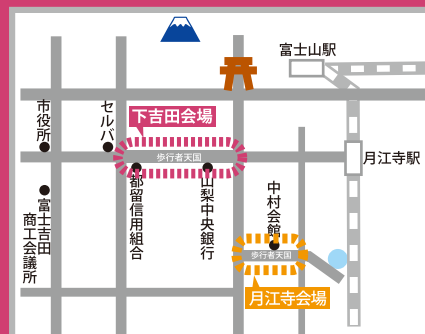 富士山駅
市役所
セルバ
下吉田会場
歩行者天国
月江寺駅
富士吉田
商工会議所
都留信用組合
山梨中央銀行
中村会館
歩行者天国
月江寺会場